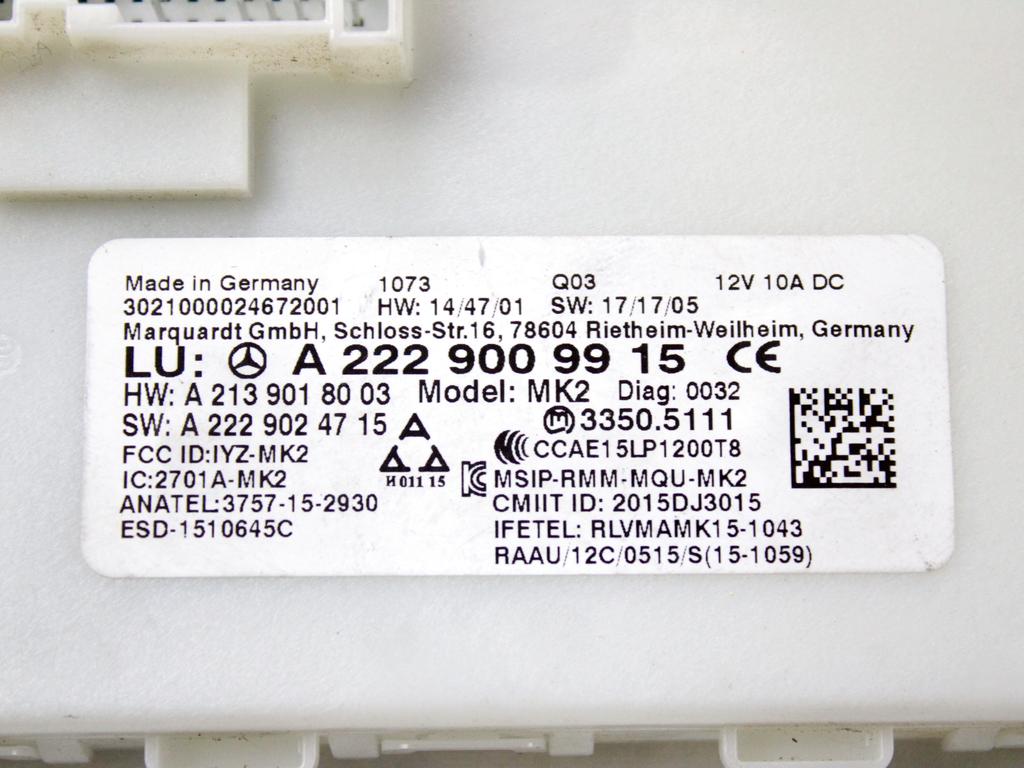 Made in Germany 1073 Q03 12V 10A DC
3021000024672001 HW: 14/47/01 SW: 17/17/05
Marquardt GmbH, Schloss-Str.16, 78604 Rietheim-Weilheim, Germany
LU: A 222 900 99 15 CE
HW: A 213 901 80 03 Model: MK2 Diag: 0032
SW: A 222 902 47 15 3350.5111
FCC ID:IYZ-MK2 CCAE15LP1200T8
IC:2701A-MK2 И 011 15 MSIP-RMM-MQU-MK2
ANATEL:3757-15-2930 CMIIT ID: 2015DJ3015
ESD-1510645C IFETEL: RLVMAMK15-1043
RAAU/12C/0515/S(15-1059)